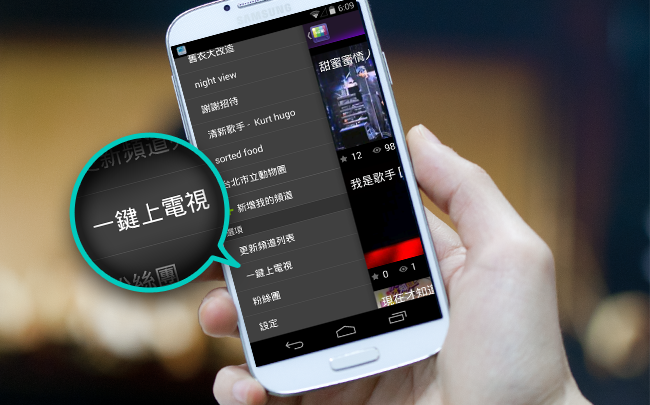 SAMSUNG
6:09
舊衣大改造
night view
謝謝招待
清新歌手 - Kurt hugo
sorted food
台北市立動物園
新增我的頻道
選項
更新頻道列表
一鍵上電視
粉絲團
設定
甜蜜蜜情人
12
98
我是歌手 [
0
1
現在才知道
更新頻道列
一鍵上電視
粉絲團